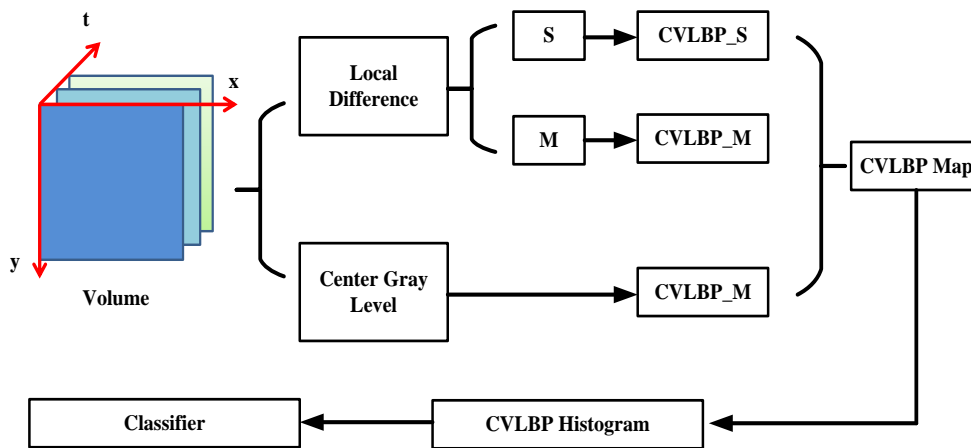 t
x
y
Volume
Local
Difference
S
CVLBP_S
M
CVLBP_M
Center Gray
Level
CVLBP_M
CVLBP Map
CVLBP Histogram
Classifier